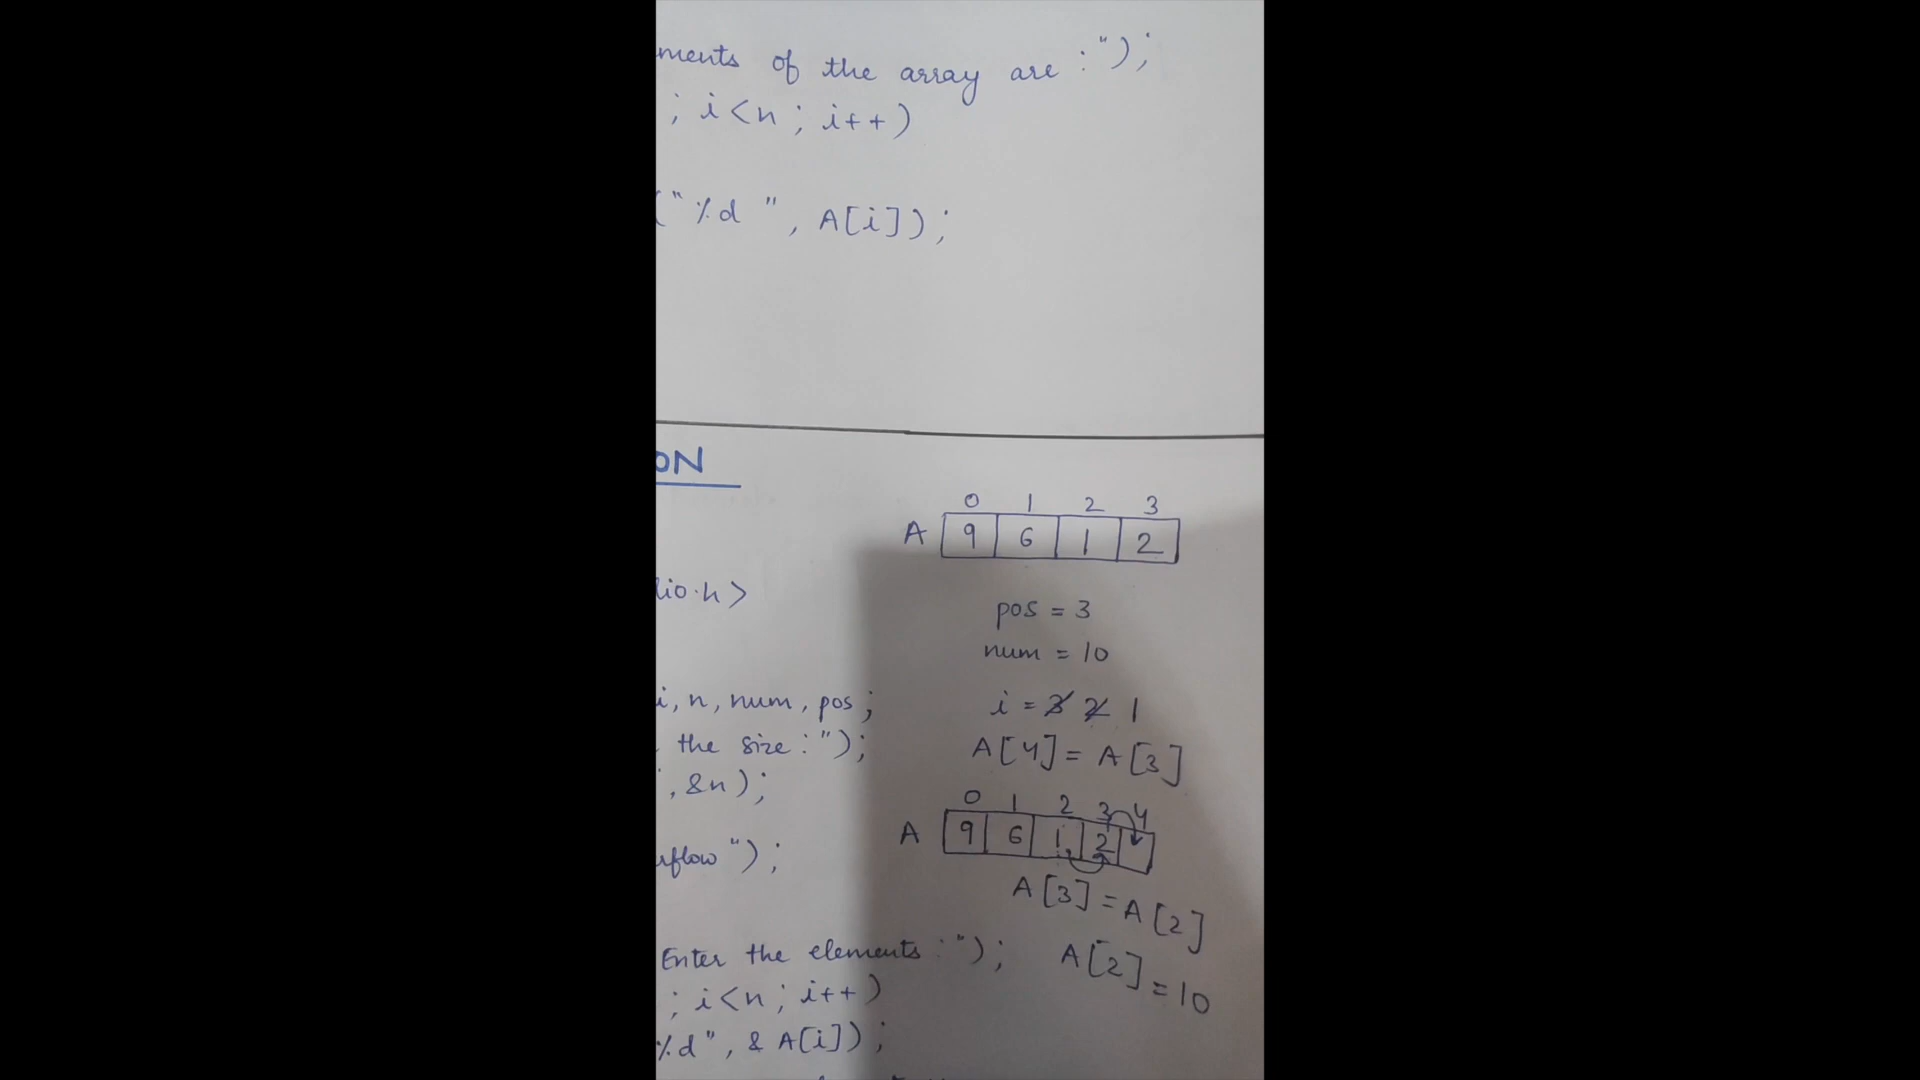 ments of the array are :");
; i<n ; i++)
("%d ", A[i]);
ON
0 1 2 3
A 9 6 1 2
dio.h>
pos = 3
num = 10
i, n, num, pos ;
i = 3 2 1
the size : ");
A[4] = A[3]
, &n) ;
0 1 2 3 4
A 9 6 1 2
rflow ") ;
A[3] = A[2]
Enter the elements : ") ;
A[2] = 10
; i<n ; i++)
%d", & A[i]) ;